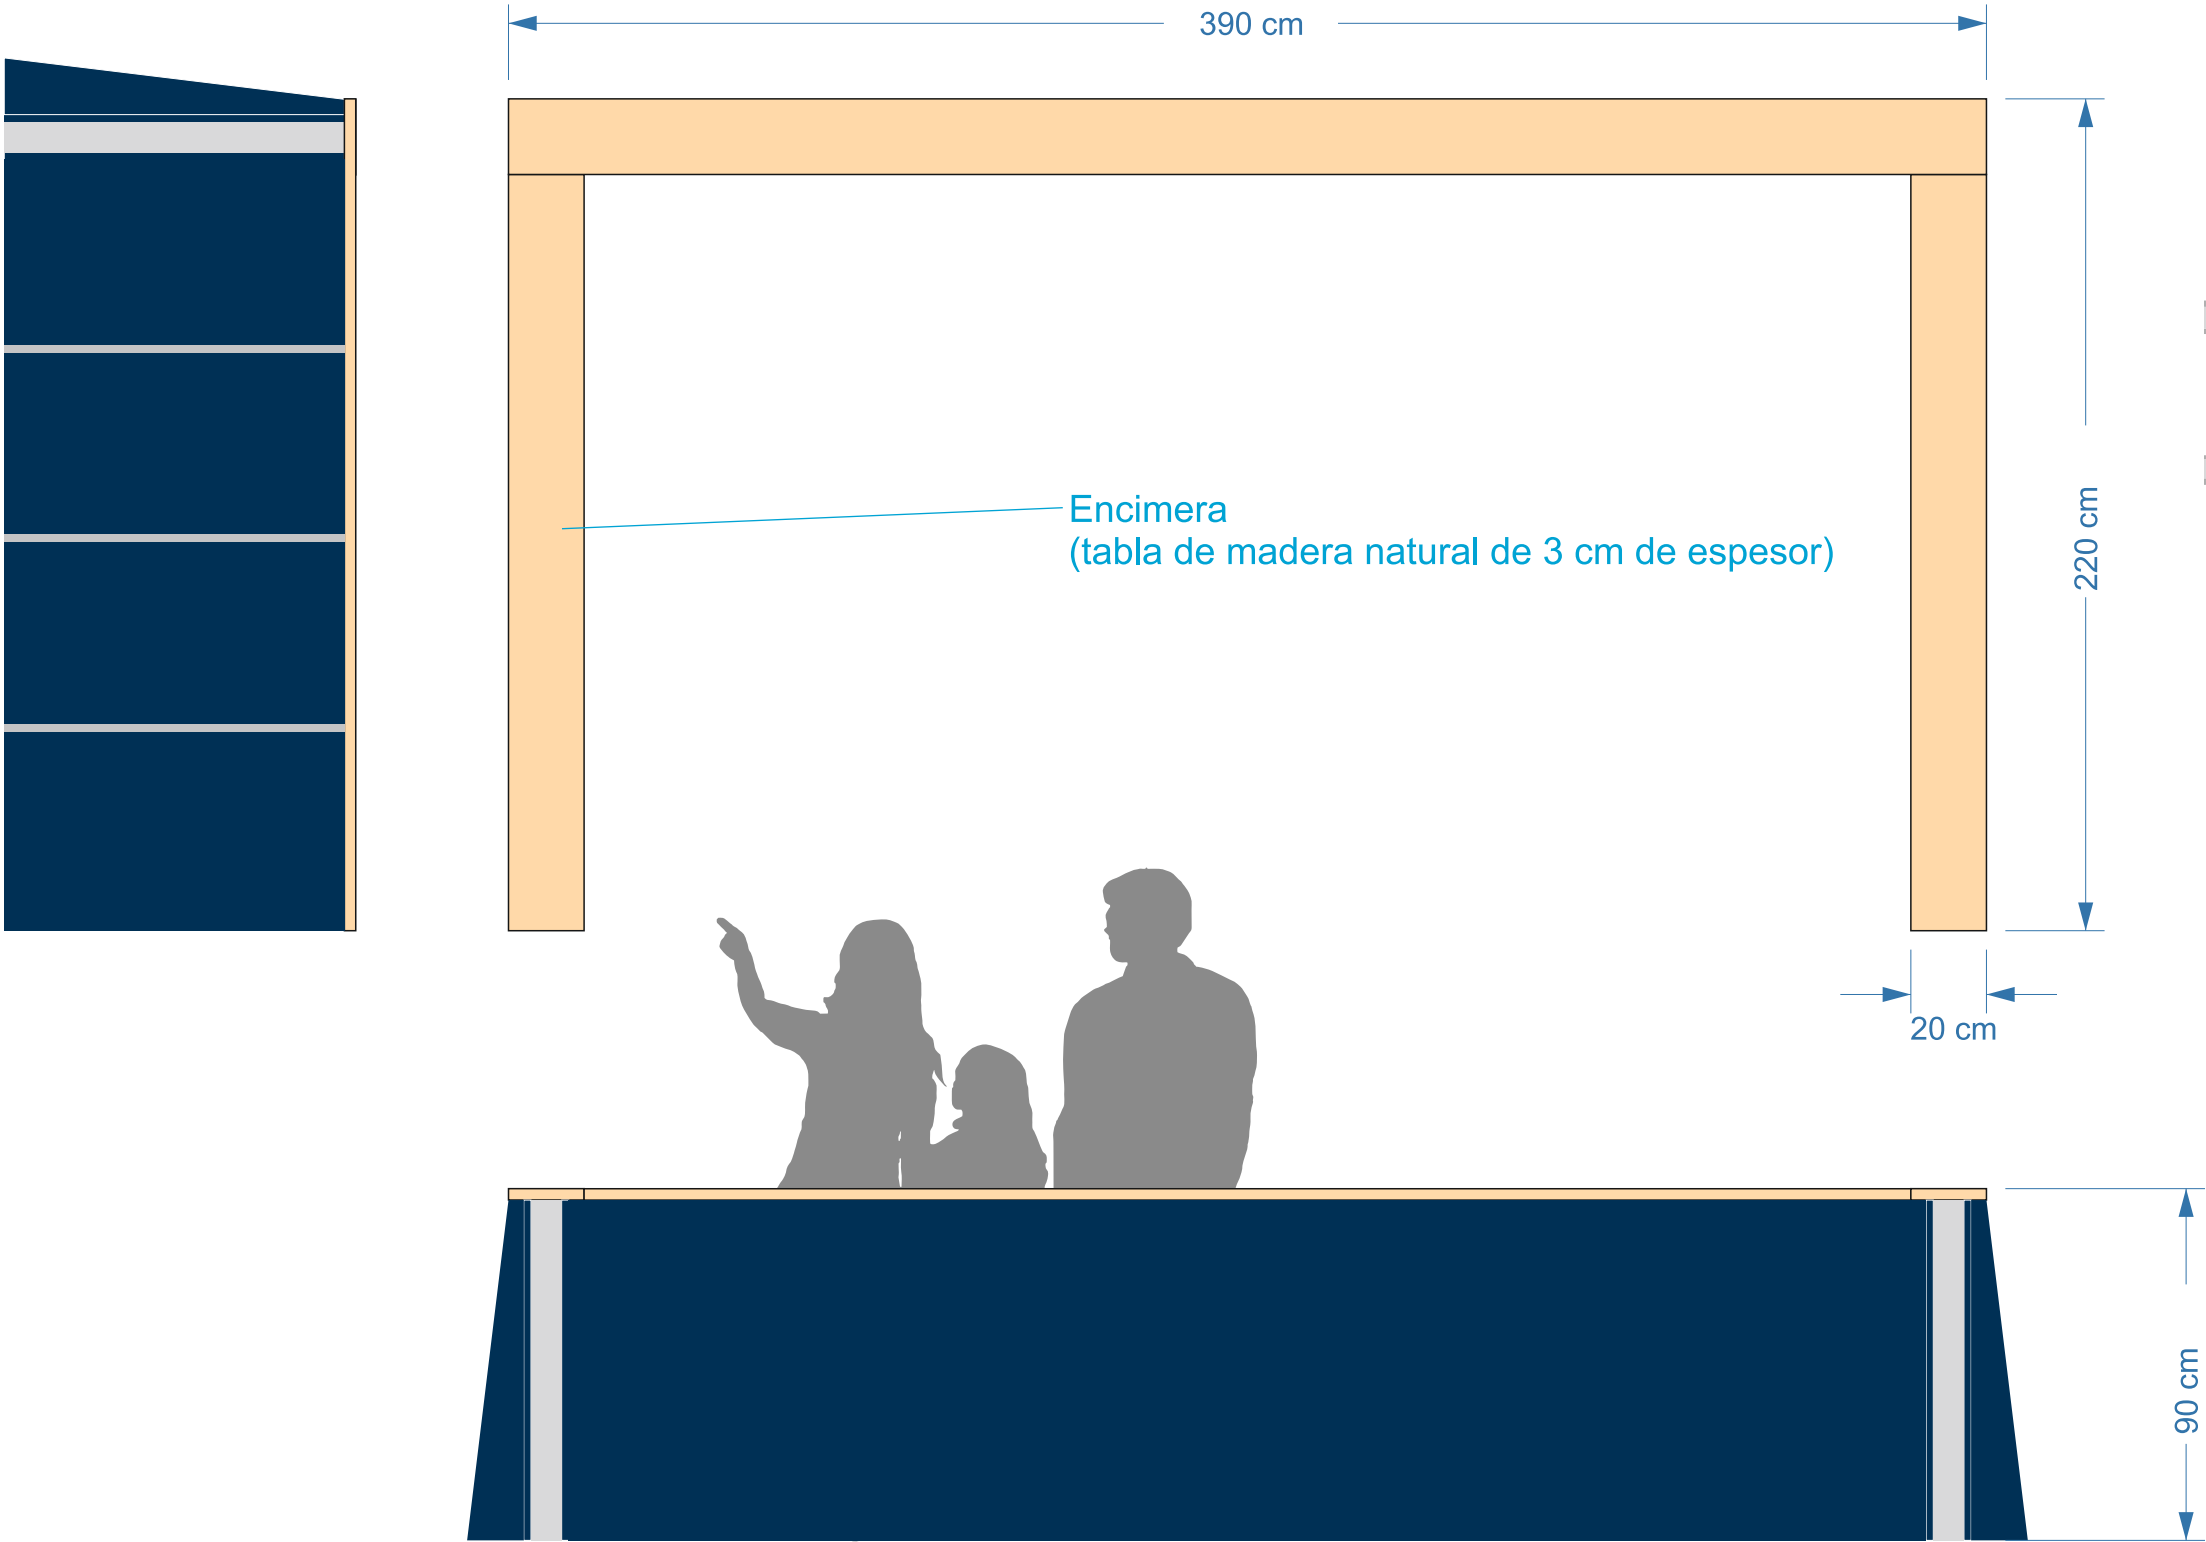 390 cm
Encimera
(tabla de madera natural de 3 cm de espesor)
220 cm
20 cm
90 cm